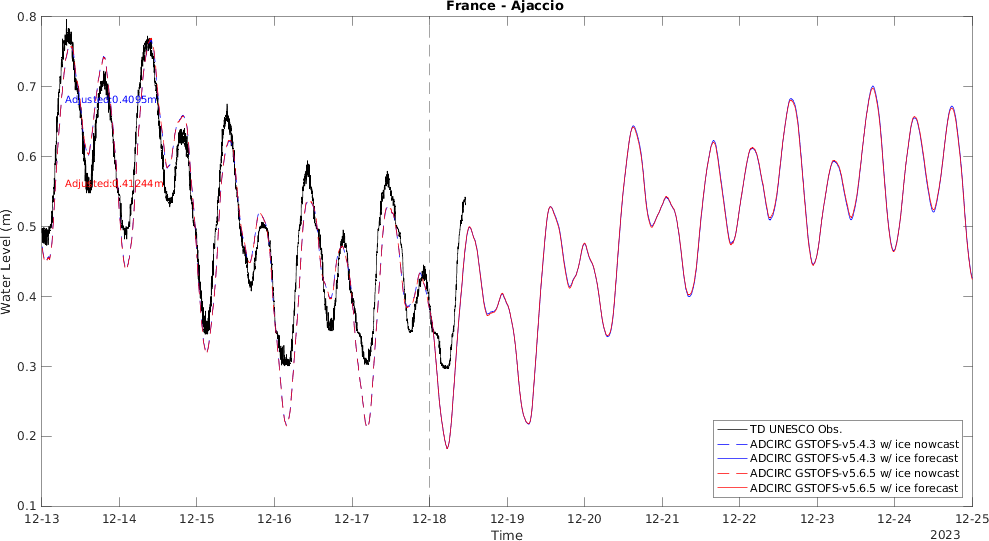 France - Ajaccio
0.8
0.7
0.6
0.5
0.4
0.3
0.2
0.1
Water Level (m)
Adjusted:0.4095m
Adjusted:0.41244m
TD UNESCO Obs.
ADCIRC GSTOFS-v5.4.3 w/ ice nowcast
ADCIRC GSTOFS-v5.4.3 w/ ice forecast
ADCIRC GSTOFS-v5.6.5 w/ ice nowcast
ADCIRC GSTOFS-v5.6.5 w/ ice forecast
12-13 12-14 12-15 12-16 12-17 12-18 12-19 12-20 12-21 12-22 12-23 12-24 12-25
Time
2023